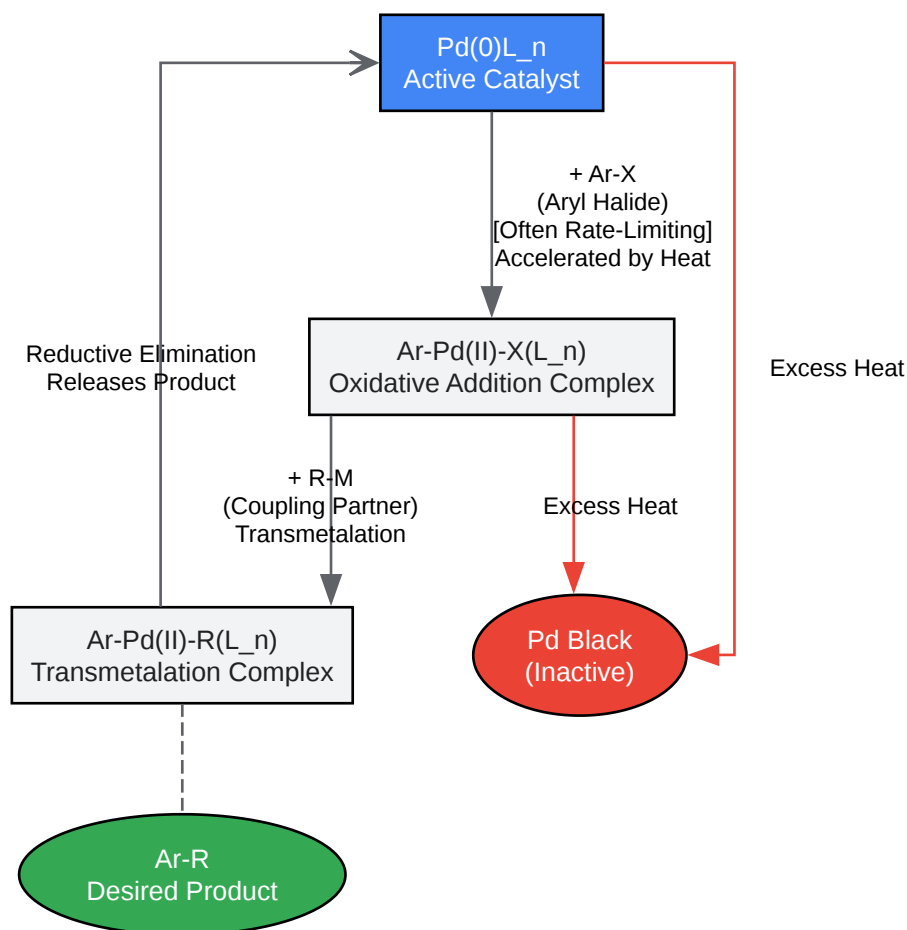 Pd(0)L_n
Active Catalyst
+ Ar-X
(Aryl Halide)
[Often Rate-Limiting]
Accelerated by Heat
Reductive Elimination
Releases Product
Ar-Pd(II)-X(L_n)
Oxidative Addition Complex
Excess Heat
+ R-M
(Coupling Partner)
Transmetalation
Excess Heat
Ar-Pd(II)-R(L_n)
Transmetalation Complex
Pd Black
(Inactive)
Ar-R
Desired Product